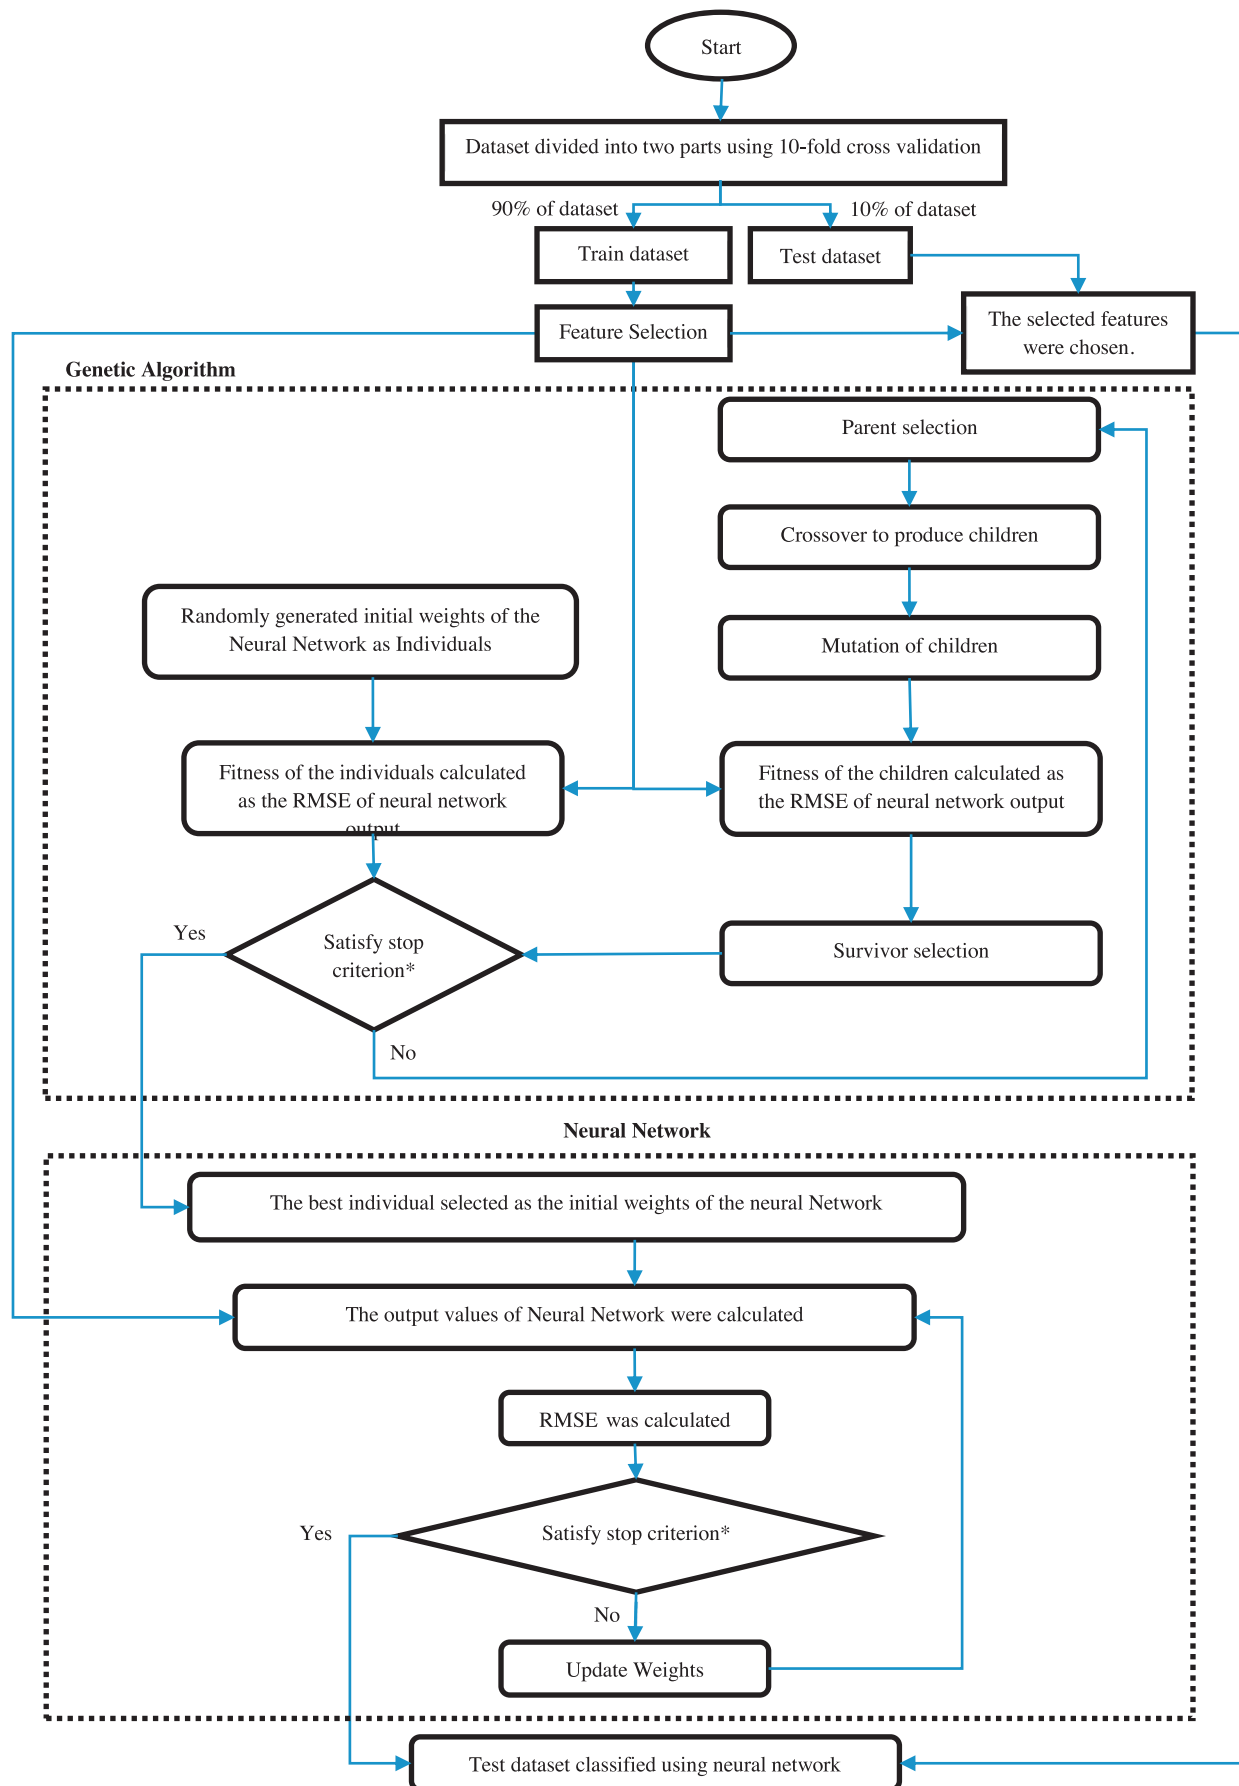 Start
Dataset divided into two parts using 10-fold cross validation
90% of dataset
10% of dataset
Train dataset
Test dataset
Feature Selection
The selected features
were chosen.
Genetic Algorithm
Parent selection
Crossover to produce children
Randomly generated initial weights of the
Neural Network as Individuals
Mutation of children
Fitness of the individuals calculated
as the RMSE of neural network
output
Fitness of the children calculated as
the RMSE of neural network output
Yes
Satisfy stop
criterion*
Survivor selection
No
Neural Network
The best individual selected as the initial weights of the neural Network
The output values of Neural Network were calculated
RMSE was calculated
Yes
Satisfy stop criterion*
No
Update Weights
Test dataset classified using neural network